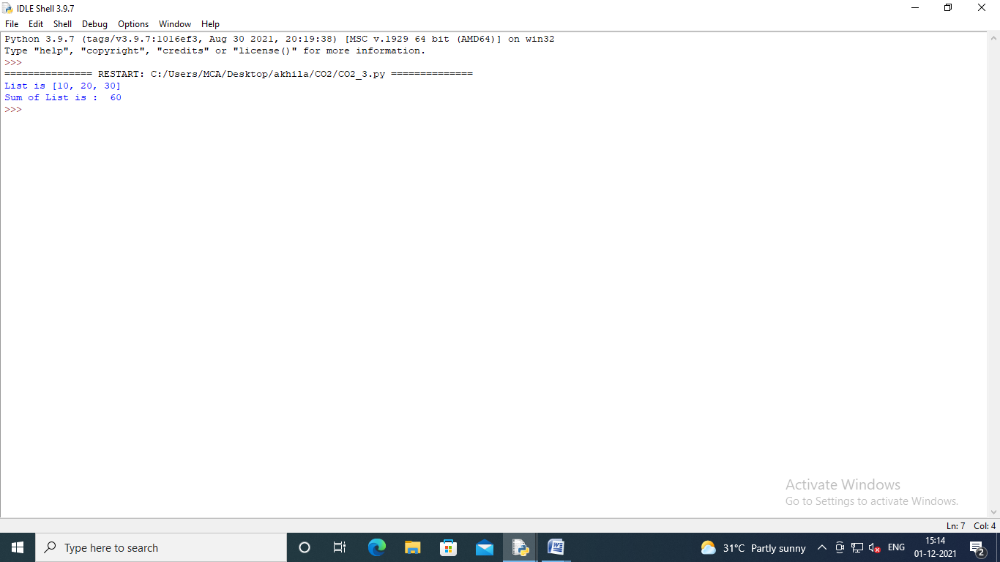 IDLE Shell 3.9.7
File Edit Shell Debug Options Window Help
Python 3.9.7 (tags/v3.9.7:1016ef3, Aug 30 2021, 20:19:38) [MSC v.1929 64 bit (AMD64)] on win32
Type "help", "copyright", "credits" or "license()" for more information.
>>>
=============== RESTART: C:/Users/MCA/Desktop/akhila/CO2/CO2_3.py ==============
List is [10, 20, 30]
Sum of List is :  60
>>>
Activate Windows
Go to Settings to activate Windows.
Ln: 7 Col: 4
Type here to search
31°C Partly sunny
ENG
15:14
01-12-2021
2